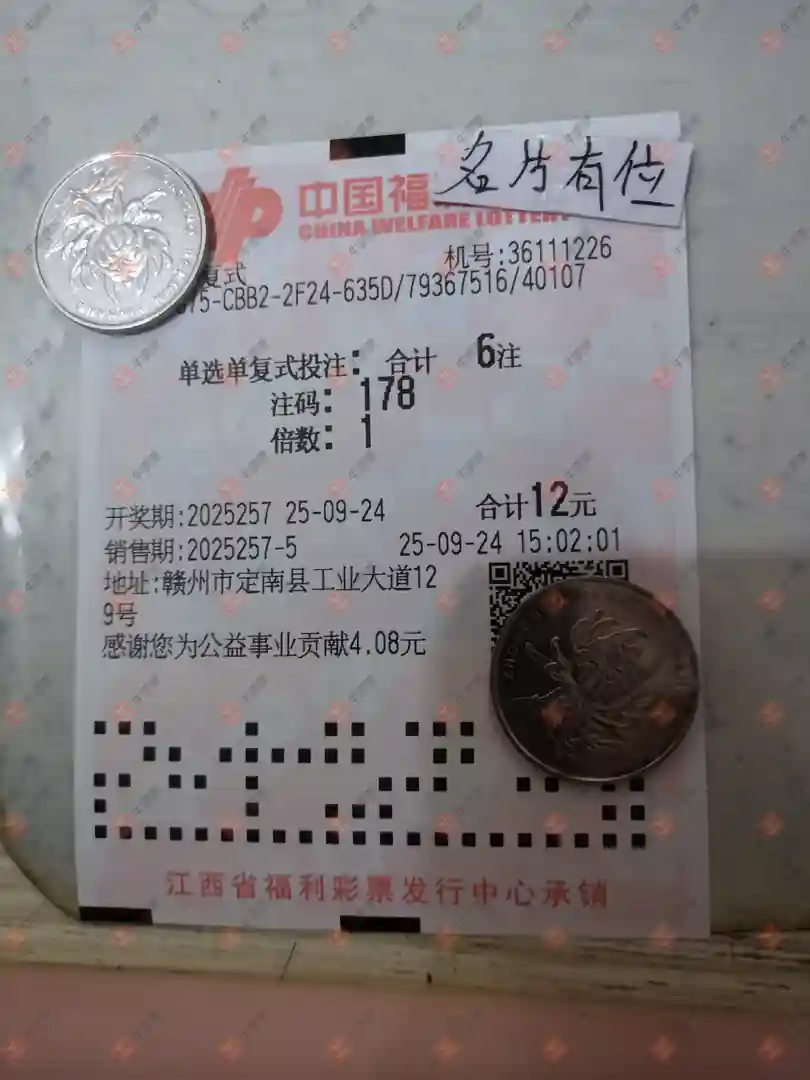 名片有位
中国福
CHINA WELFARE LOTTERY
机号:36111226
复式
75-CBB2-2F24-635D/79367516/40107
单选单复式投注: 合计 6注
注码: 178
倍数: 1
开奖期:2025257 25-09-24 合计12元
销售期:2025257-5 25-09-24 15:02:01
地址:赣州市定南县工业大道12
9号
感谢您为公益事业贡献4.08元
江西省福利彩票发行中心承销